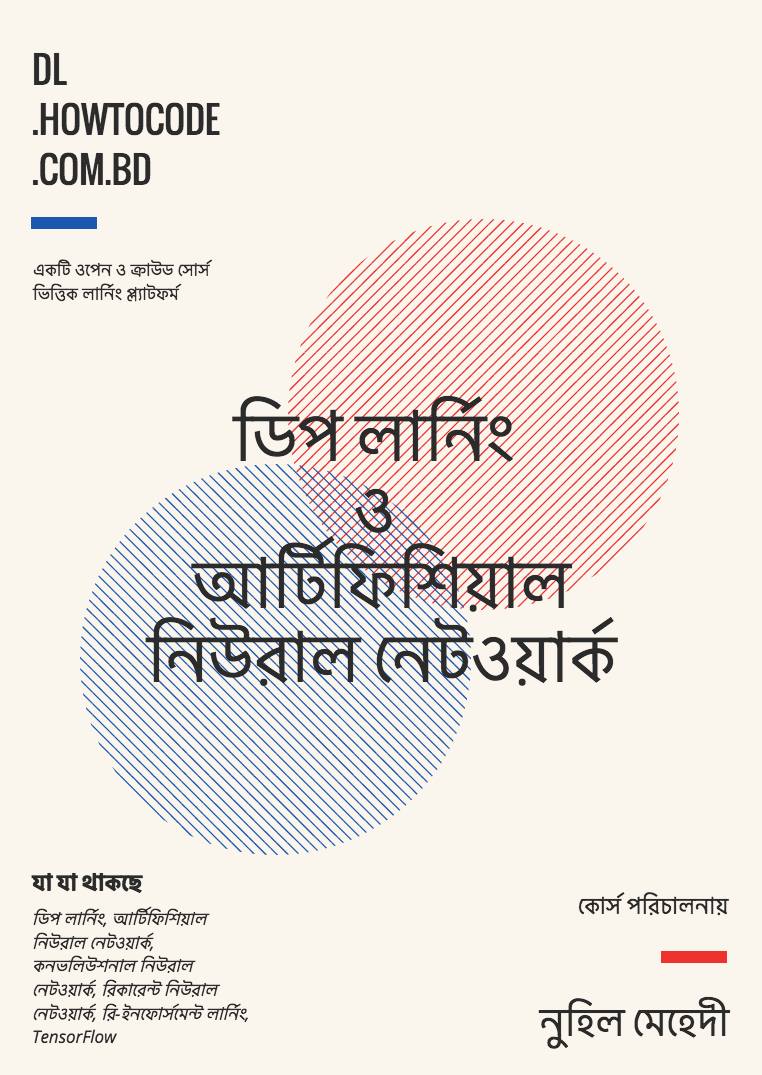 DL
.HOWTOCODE
.COM.BD
একটি ওপেন ও ক্রাউড সোর্স
ভিত্তিক লার্নিং প্ল্যাটফর্ম
ডিপ লার্নিং
ও
আর্টিফিশিয়াল
নিউরাল নেটওয়ার্ক
যা যা থাকছে
ডিপ লার্নিং, আর্টিফিশিয়াল
নিউরাল নেটওয়ার্ক,
কনভলিউশনাল নিউরাল
নেটওয়ার্ক, রিকারেন্ট নিউরাল
নেটওয়ার্ক, রি-ইনফোর্সমেন্ট লার্নিং,
TensorFlow
কোর্স পরিচালনায়
নুহিল মেহেদী